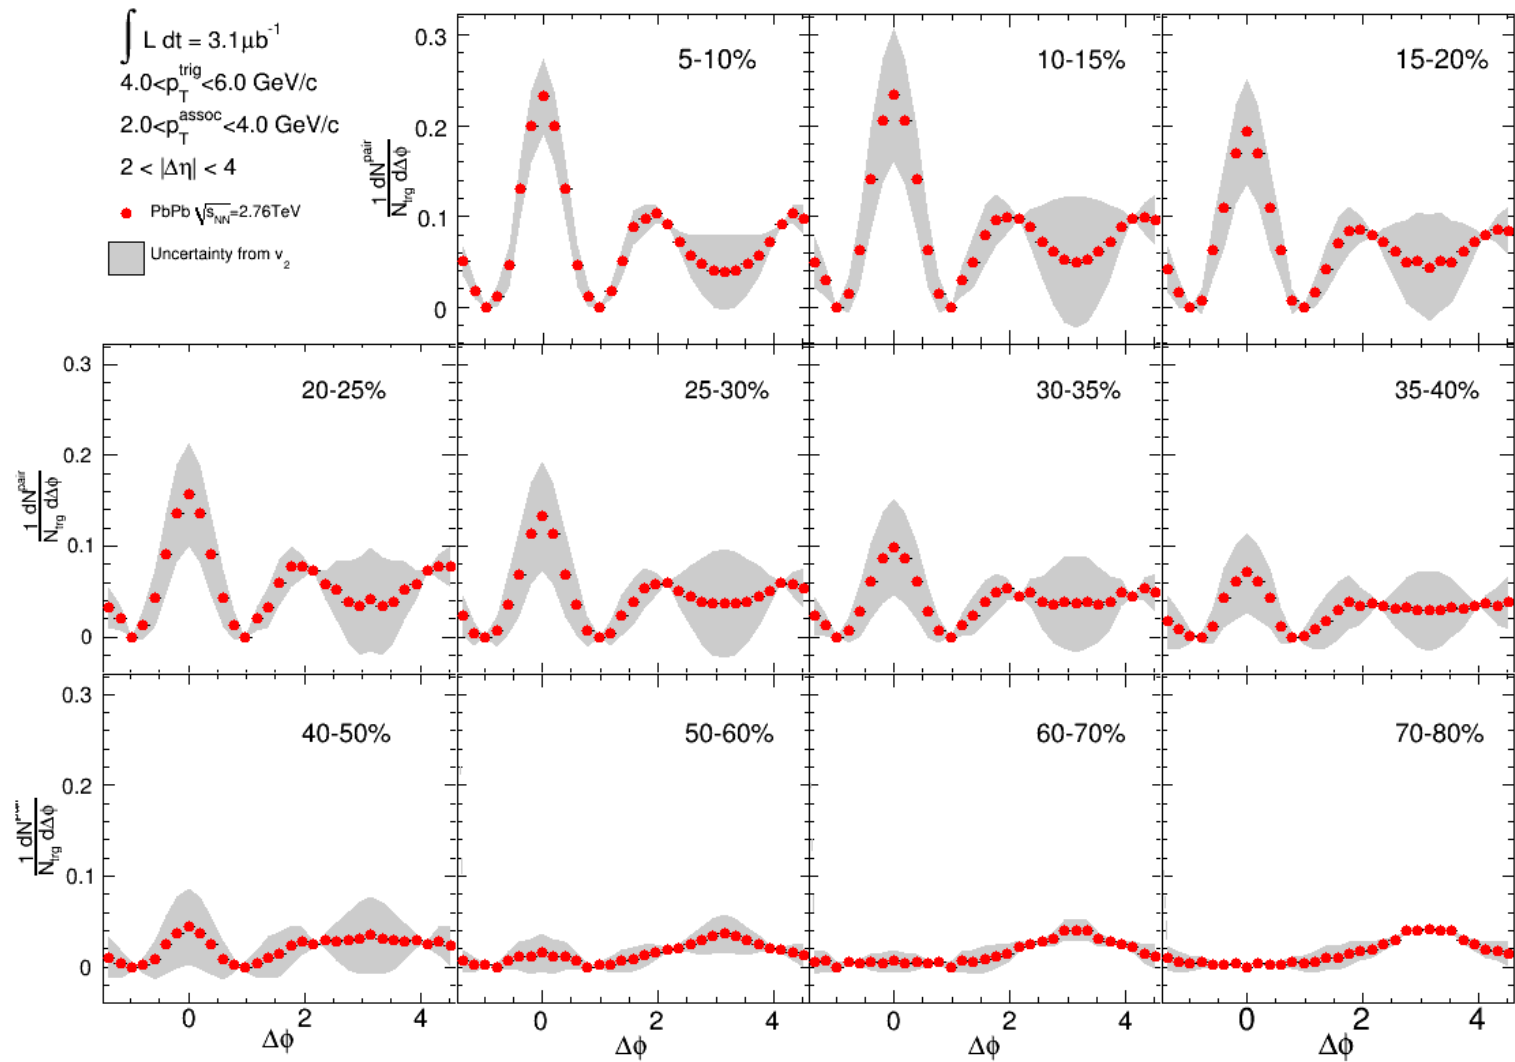 ∫ L dt = 3.1μb⁻¹
4.0<p_T^trig<6.0 GeV/c
2.0<p_T^assoc<4.0 GeV/c
2 < |Δη| < 4
PbPb √s_NN=2.76TeV
Uncertainty from v_2
5-10%
10-15%
15-20%
0.3
0.2
0.1
0
1 dN^pair
N_trg dΔϕ
20-25%
25-30%
30-35%
35-40%
0.3
0.2
0.1
0
1 dN^pair
N_trg dΔϕ
40-50%
50-60%
60-70%
70-80%
0.3
0.2
0.1
0
1 dN
N_trg dΔϕ
0 2 4
0 2 4
0 2 4
0 2 4
Δϕ
Δϕ
Δϕ
Δϕ